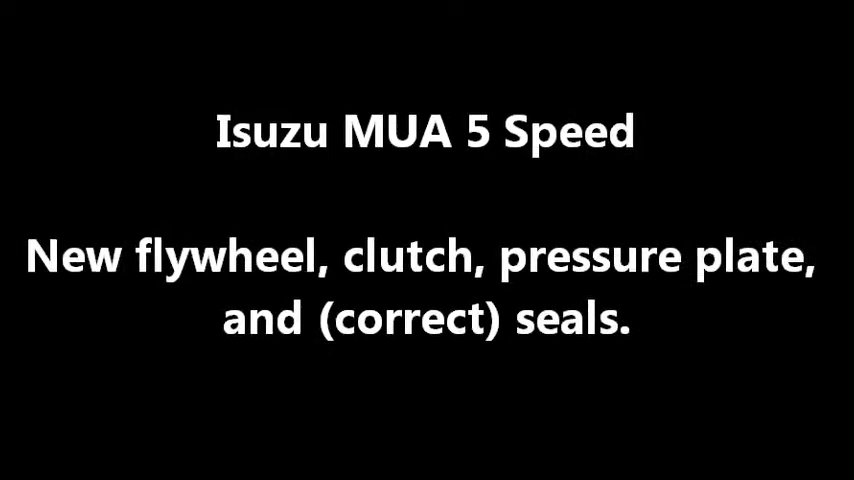 Isuzu MUA 5 Speed
New flywheel, clutch, pressure plate,
and (correct) seals.